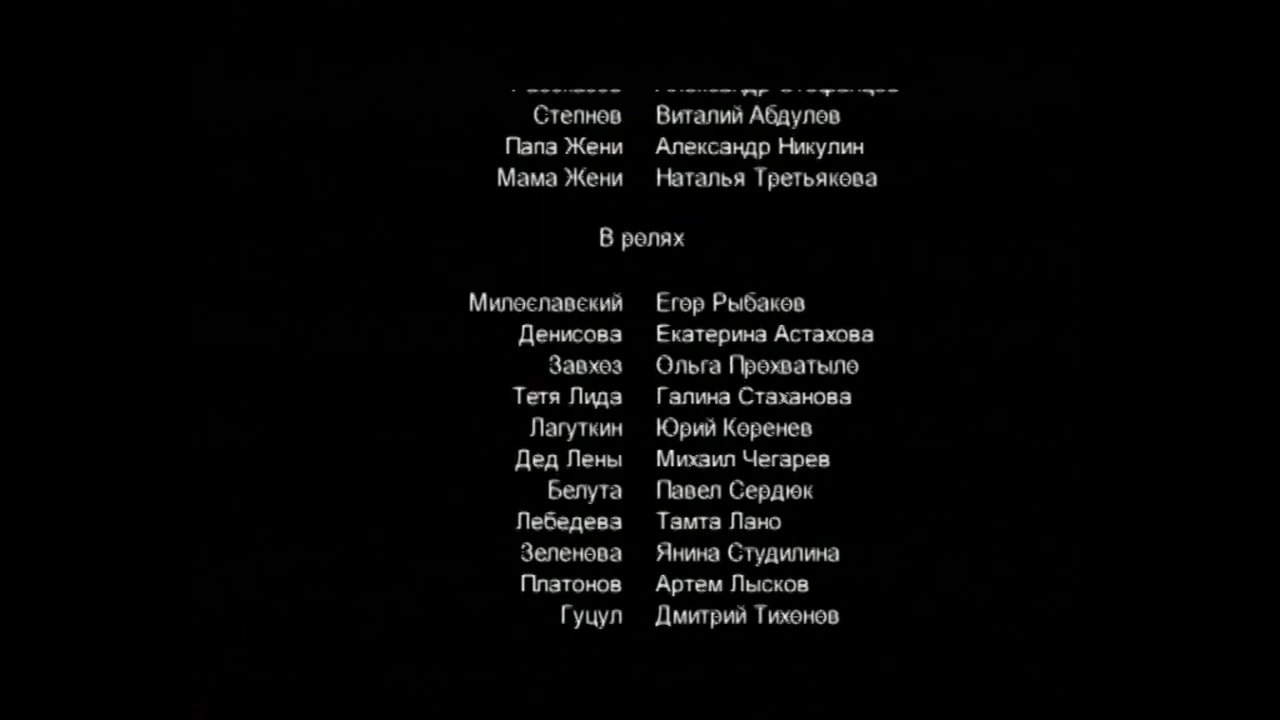 Степнов Виталий Абдулов
Папа Жени Александр Никулин
Мама Жени Наталья Третьякова
В ролях
Милославский Егор Рыбаков
Денисова Екатерина Астахова
Завхоз Ольга Прохватыло
Тетя Лида Галина Стаханова
Лагуткин Юрий Коренев
Дед Лены Михаил Чегарев
Белута Павел Сердюк
Лебедева Тамта Лано
Зеленова Янина Студилина
Платонов Артем Лысков
Гуцул Дмитрий Тихонов